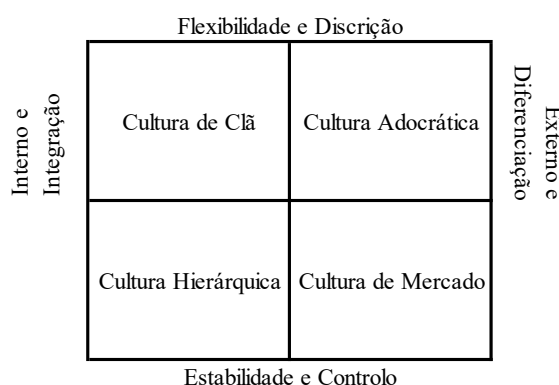 Flexibilidade e Discrição
Interno e
Integração
Cultura de Clã
Cultura Adocrática
Externo e
Diferenciação
Cultura Hierárquica
Cultura de Mercado
Estabilidade e Controlo